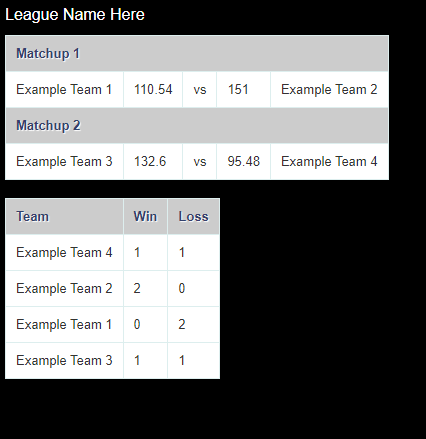 League Name Here
Matchup 1
Example Team 1 110.54 vs 151 Example Team 2
Matchup 2
Example Team 3 132.6 vs 95.48 Example Team 4
Team Win Loss
Example Team 4 1 1
Example Team 2 2 0
Example Team 1 0 2
Example Team 3 1 1